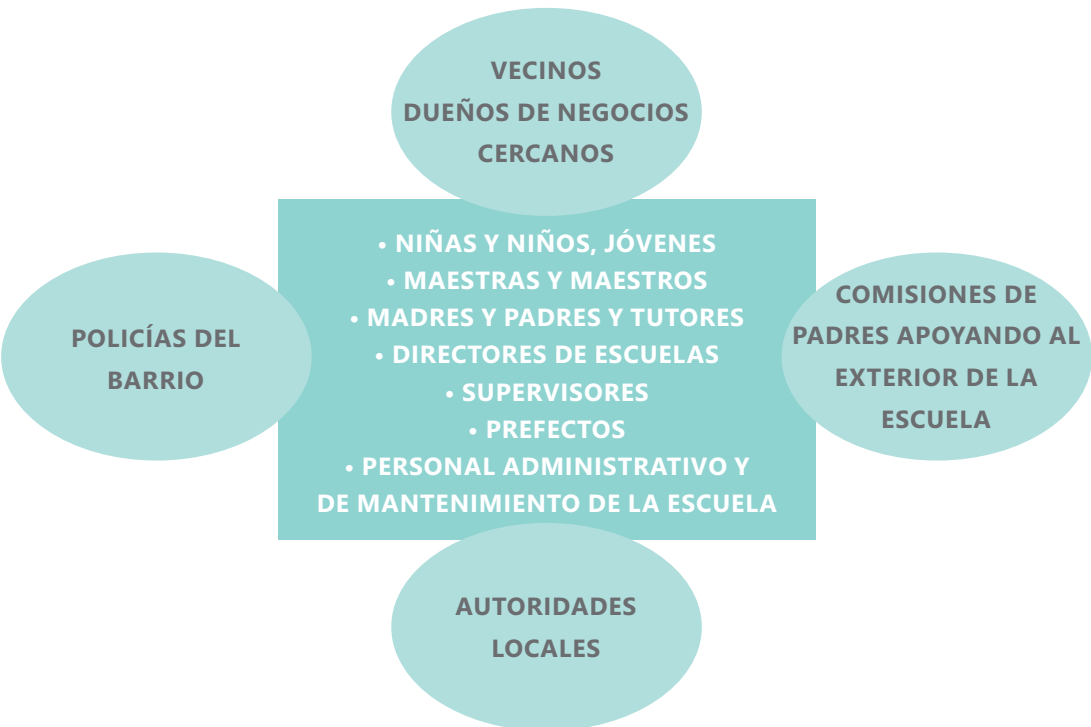 VECINOS
DUEÑOS DE NEGOCIOS
CERCANOS
• NIÑAS Y NIÑOS, JÓVENES
• MAESTRAS Y MAESTROS
• MADRES Y PADRES Y TUTORES
• DIRECTORES DE ESCUELAS
• SUPERVISORES
• PREFECTOS
• PERSONAL ADMINISTRATIVO Y
DE MANTENIMIENTO DE LA ESCUELA
POLICÍAS DEL
BARRIO
COMISIONES DE
PADRES APOYANDO AL
EXTERIOR DE LA
ESCUELA
AUTORIDADES
LOCALES